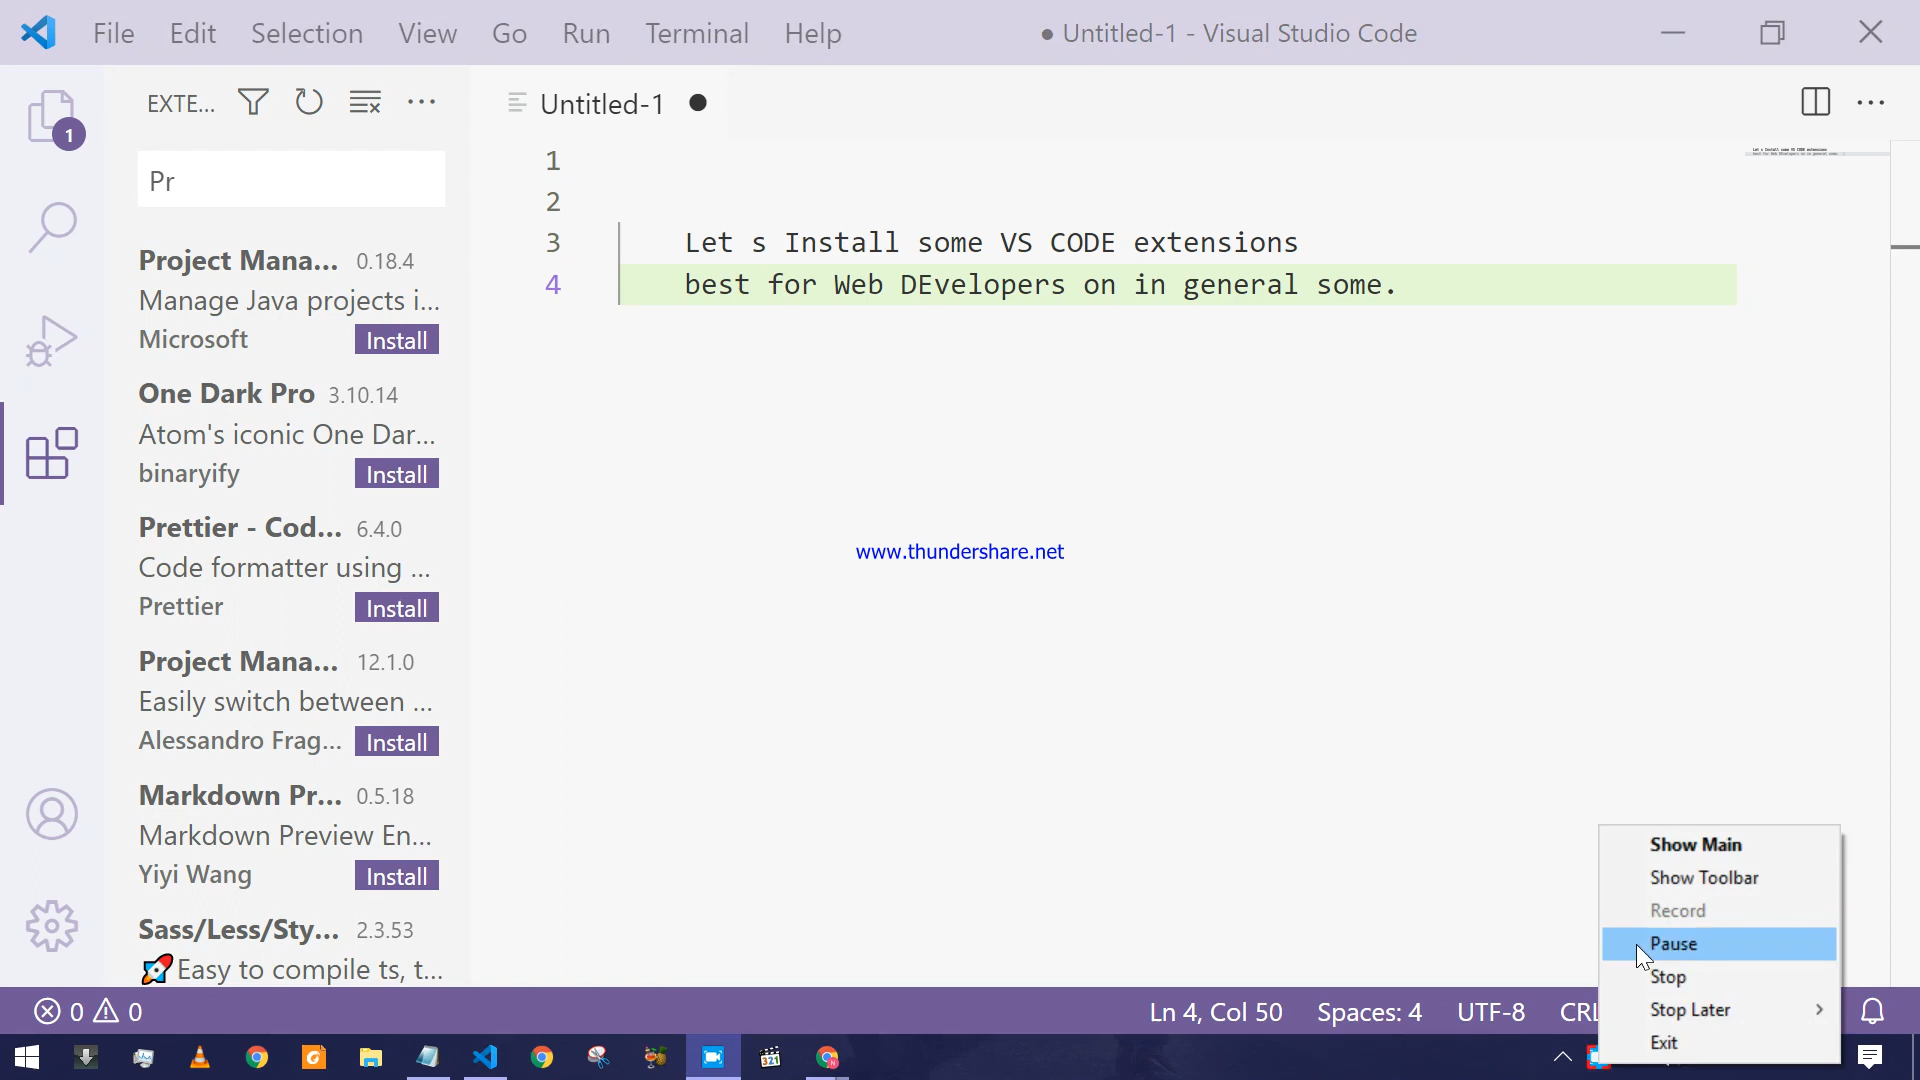 File Edit Selection View Go Run Terminal Help
● Untitled-1 - Visual Studio Code
EXTE...
Untitled-1
1
Pr
1
2
3 Let s Install some VS CODE extensions
4 best for Web DEvelopers on in general some.
Project Mana... 0.18.4
Manage Java projects i...
Microsoft Install
One Dark Pro 3.10.14
Atom's iconic One Dar...
binaryify Install
Prettier - Cod... 6.4.0
Code formatter using ...
Prettier Install
Project Mana... 12.1.0
Easily switch between ...
Alessandro Frag... Install
Markdown Pr... 0.5.18
Markdown Preview En...
Yiyi Wang Install
Sass/Less/Sty... 2.3.53
🚀 Easy to compile ts, t...
www.thundershare.net
Show Main
Show Toolbar
Record
Pause
Stop
Stop Later
Exit
0 0
Ln 4, Col 50 Spaces: 4 UTF-8 CRL
321